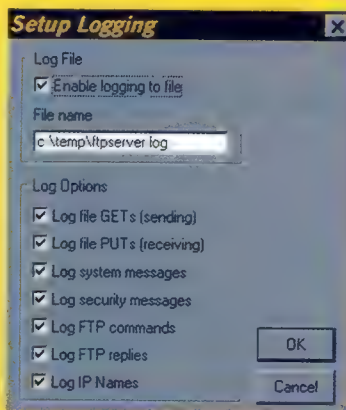 Setup Logging
Log File
Enable logging to file
File name
c:\temp\ftpserver.log
Log Options
Log file GETs (sending)
Log file PUTs (receiving)
Log system messages
Log security messages
Log FTP commands
Log FTP replies
Log IP Names
OK
Cancel